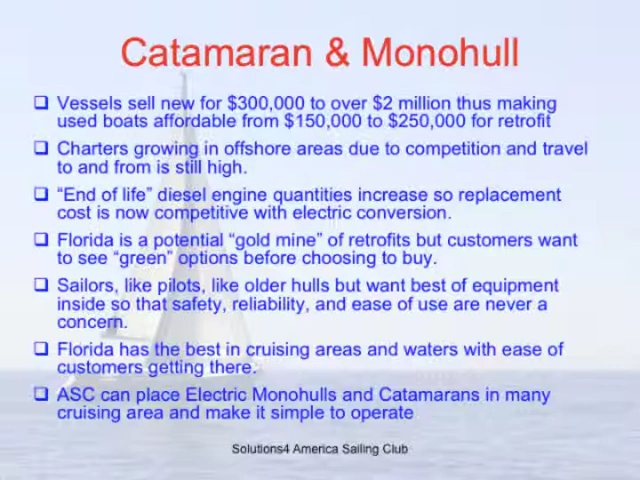 Catamaran & Monohull
❑ Vessels sell new for $300,000 to over $2 million thus making
used boats affordable from $150,000 to $250,000 for retrofit
❑ Charters growing in offshore areas due to competition and travel
to and from is still high.
❑ “End of life” diesel engine quantities increase so replacement
cost is now competitive with electric conversion.
❑ Florida is a potential “gold mine” of retrofits but customers want
to see “green” options before choosing to buy.
❑ Sailors, like pilots, like older hulls but want best of equipment
inside so that safety, reliability, and ease of use are never a
concern.
❑ Florida has the best in cruising areas and waters with ease of
customers getting there.
❑ ASC can place Electric Monohulls and Catamarans in many
cruising area and make it simple to operate
Solutions4 America Sailing Club